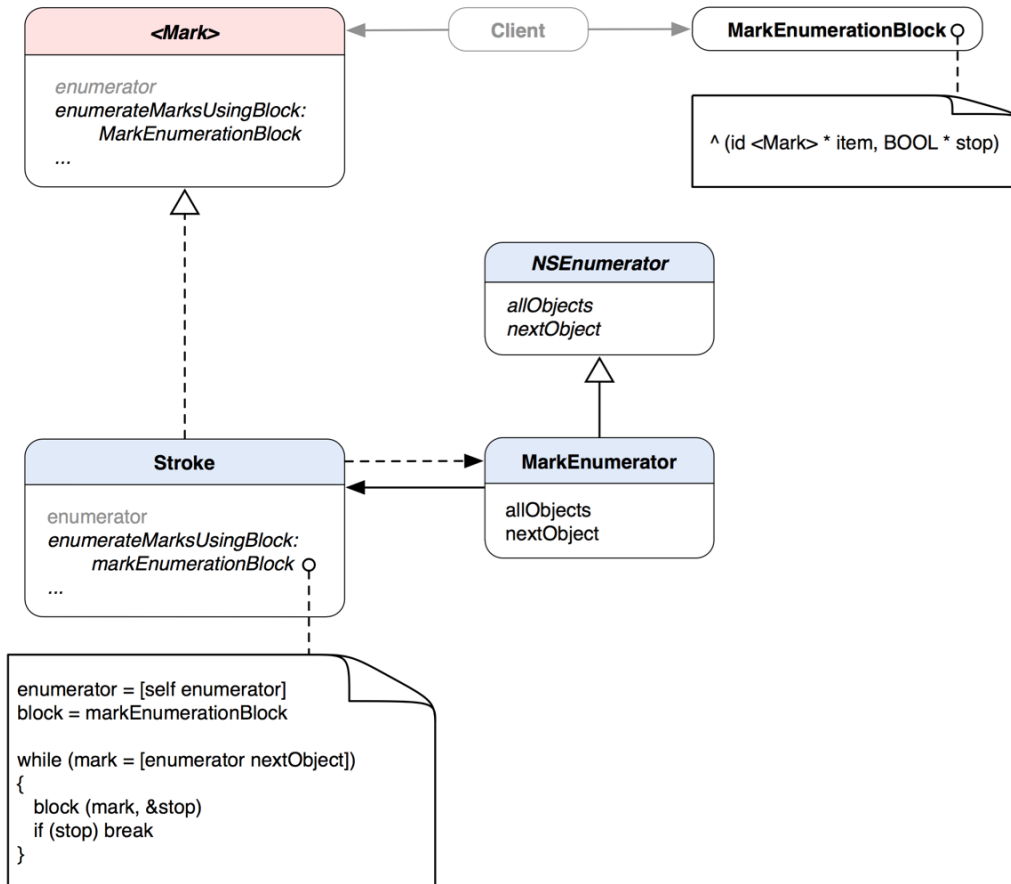 <Mark>
Client
MarkEnumerationBlock
enumerator
enumerateMarksUsingBlock:
MarkEnumerationBlock
...
^ (id <Mark> * item, BOOL * stop)
NSEnumerator
allObjects
nextObject
Stroke
MarkEnumerator
enumerator
enumerateMarksUsingBlock:
markEnumerationBlock
...
allObjects
nextObject
enumerator = [self enumerator]
block = markEnumerationBlock
while (mark = [enumerator nextObject])
{
block (mark, &stop)
if (stop) break
}